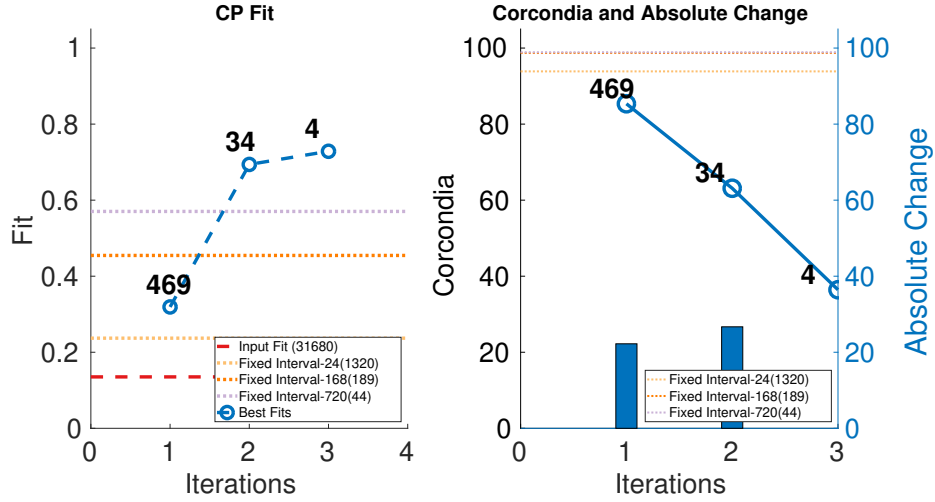 CP Fit
1
0.8
0.6
0.4
0.2
0
Fit
469
34
4
Input Fit (31680)
Fixed Interval-24(1320)
Fixed Interval-168(189)
Fixed Interval-720(44)
Best Fits
0 1 2 3 4
Iterations
Corcondia and Absolute Change
100
80
60
40
20
0
Corcondia
469
34
4
Fixed Interval-24(1320)
Fixed Interval-168(189)
Fixed Interval-720(44)
100
80
60
40
20
0
Absolute Change
0 1 2 3
Iterations